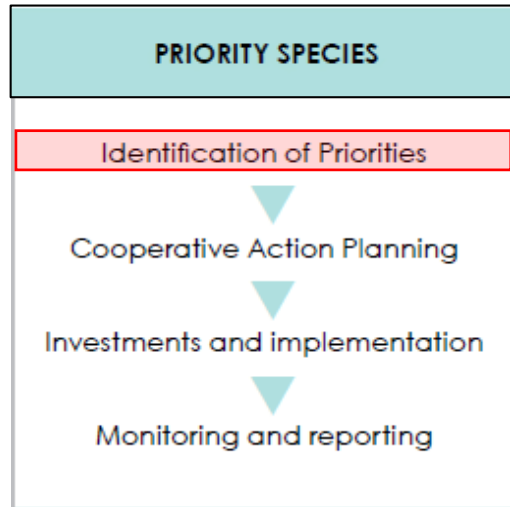 PRIORITY SPECIES
Identification of Priorities
Cooperative Action Planning
Investments and implementation
Monitoring and reporting